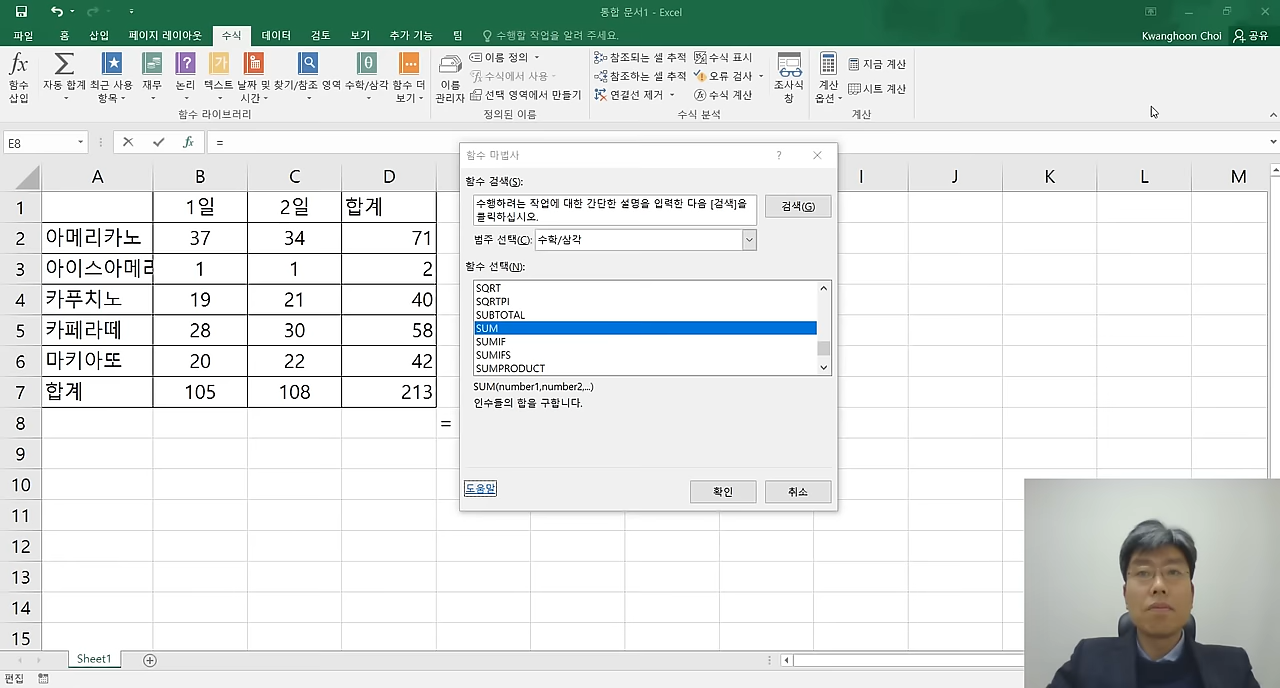 통합 문서1 - Excel
파일 홈 삽입 페이지 레이아웃 수식 데이터 검토 보기 추가 기능 팀 수행할 작업을 알려 주세요. Kwanghoon Choi 공유
함수 삽입
자동 합계
최근 사용 항목
재무
논리
텍스트
날짜 및 시간
찾기/참조 영역
수학/삼각
함수 더 보기
함수 라이브러리
이름 관리자
이름 정의
수식에서 사용
선택 영역에서 만들기
정의된 이름
참조되는 셀 추적
참조하는 셀 추적
연결선 제거
수식 표시
오류 검사
수식 계산
수식 분석
조사식 창
계산 옵션
지금 계산
시트 계산
계산
E8 fx =
A B C D I J K L M
1 1일 2일 합계
2 아메리카노 37 34 71
3 아이스아메리 1 1 2
4 카푸치노 19 21 40
5 카페라떼 28 30 58
6 마키아또 20 22 42
7 합계 105 108 213
8 =
9
10
11
12
13
14
15
함수 마법사 ?
함수 검색(S):
수행하려는 작업에 대한 간단한 설명을 입력한 다음 [검색]을
클릭하십시오.
검색(G)
범주 선택(C): 수학/삼각
함수 선택(N):
SQRT
SQRTPI
SUBTOTAL
SUM
SUMIF
SUMIFS
SUMPRODUCT
SUM(number1,number2,...)
인수들의 합을 구합니다.
도움말 확인 취소
Sheet1
편집